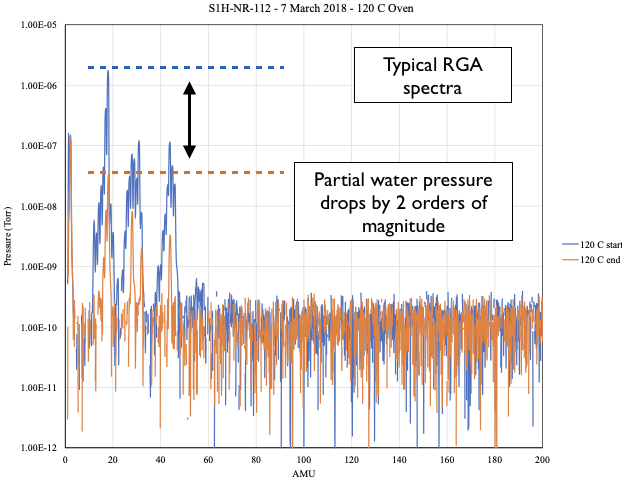 S1H-NR-112 - 7 March 2018 - 120 C Oven
1.00E-05
1.00E-06
1.00E-07
1.00E-08
1.00E-09
1.00E-10
1.00E-11
1.00E-12
Pressure (Torr)
Typical RGA
spectra
Partial water pressure
drops by 2 orders of
magnitude
120 C start
120 C end
0 20 40 60 80 100 120 140 160 180 200
AMU